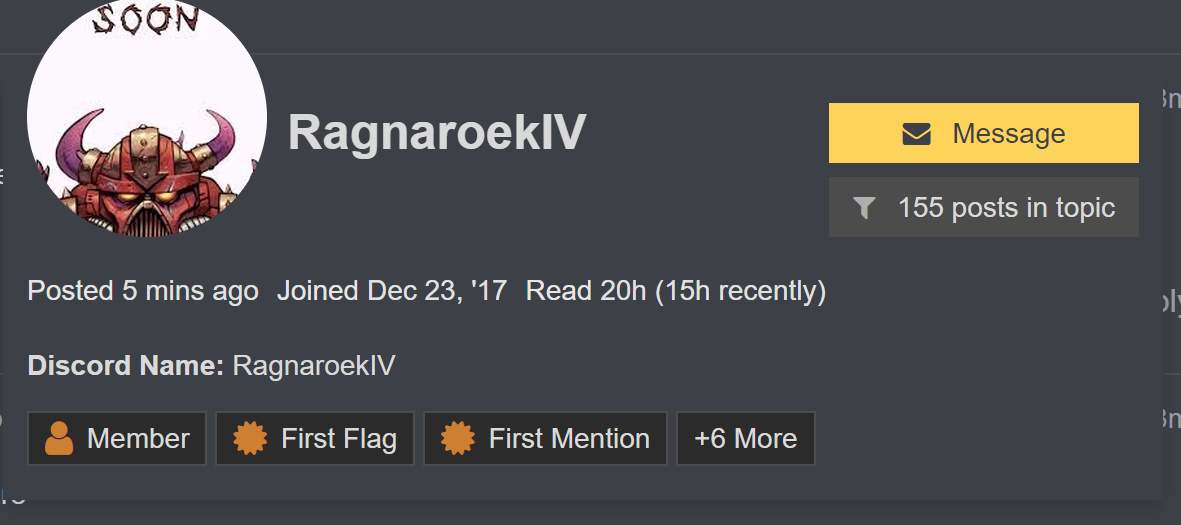 SOON
RagnaroekIV
Message
155 posts in topic
Posted 5 mins ago Joined Dec 23, '17 Read 20h (15h recently)
Discord Name: RagnaroekIV
Member First Flag First Mention +6 More